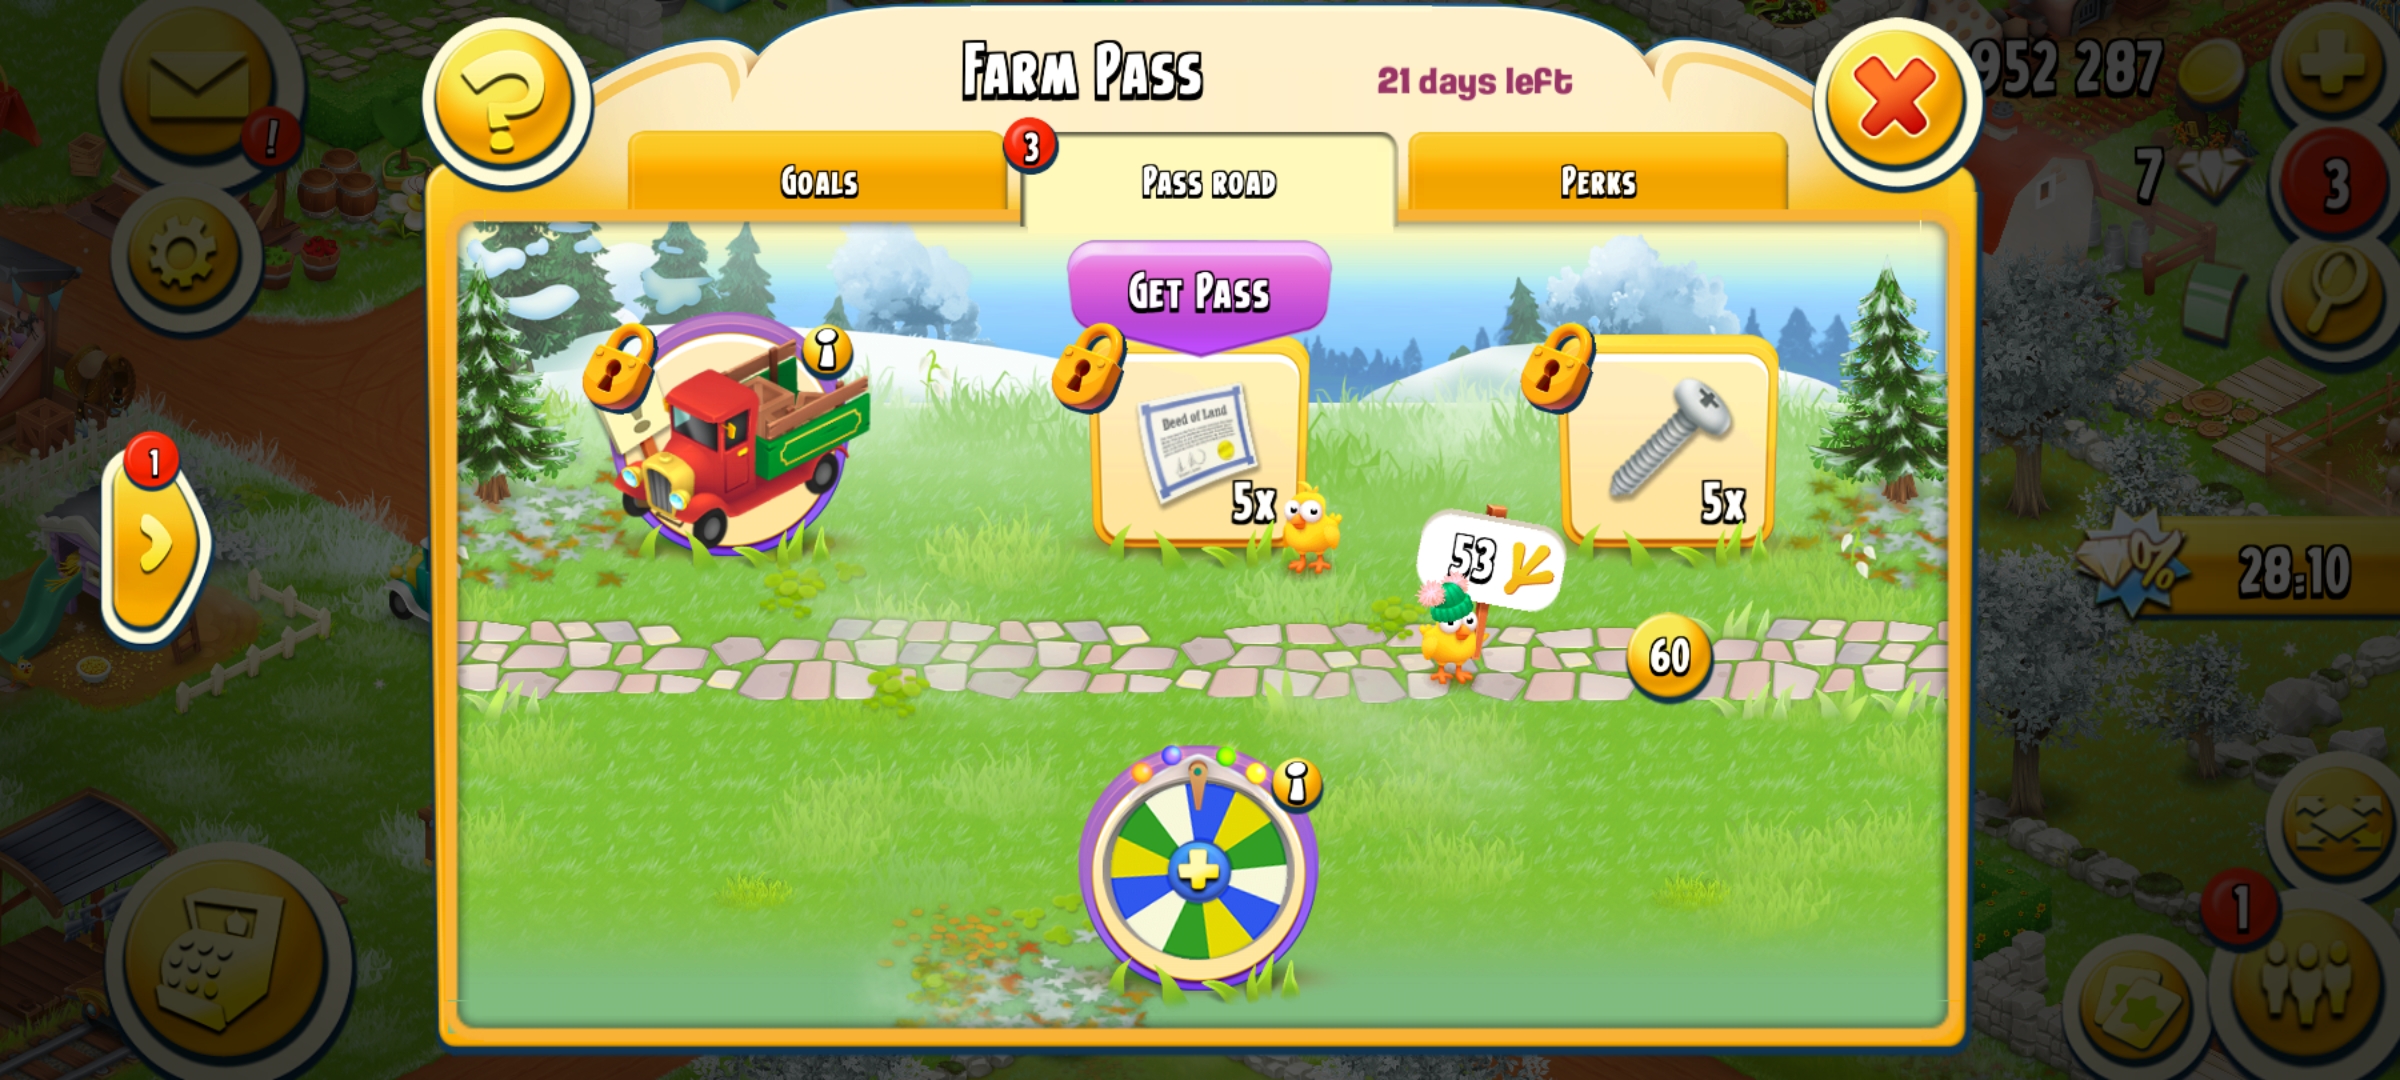 FARM PASS
21 days left
952 287
GOALS
3
PASS ROAD
PERKS
7
3
!
GET PASS
Deed of Land
5x
5x
1
53
%
28:10
60
1